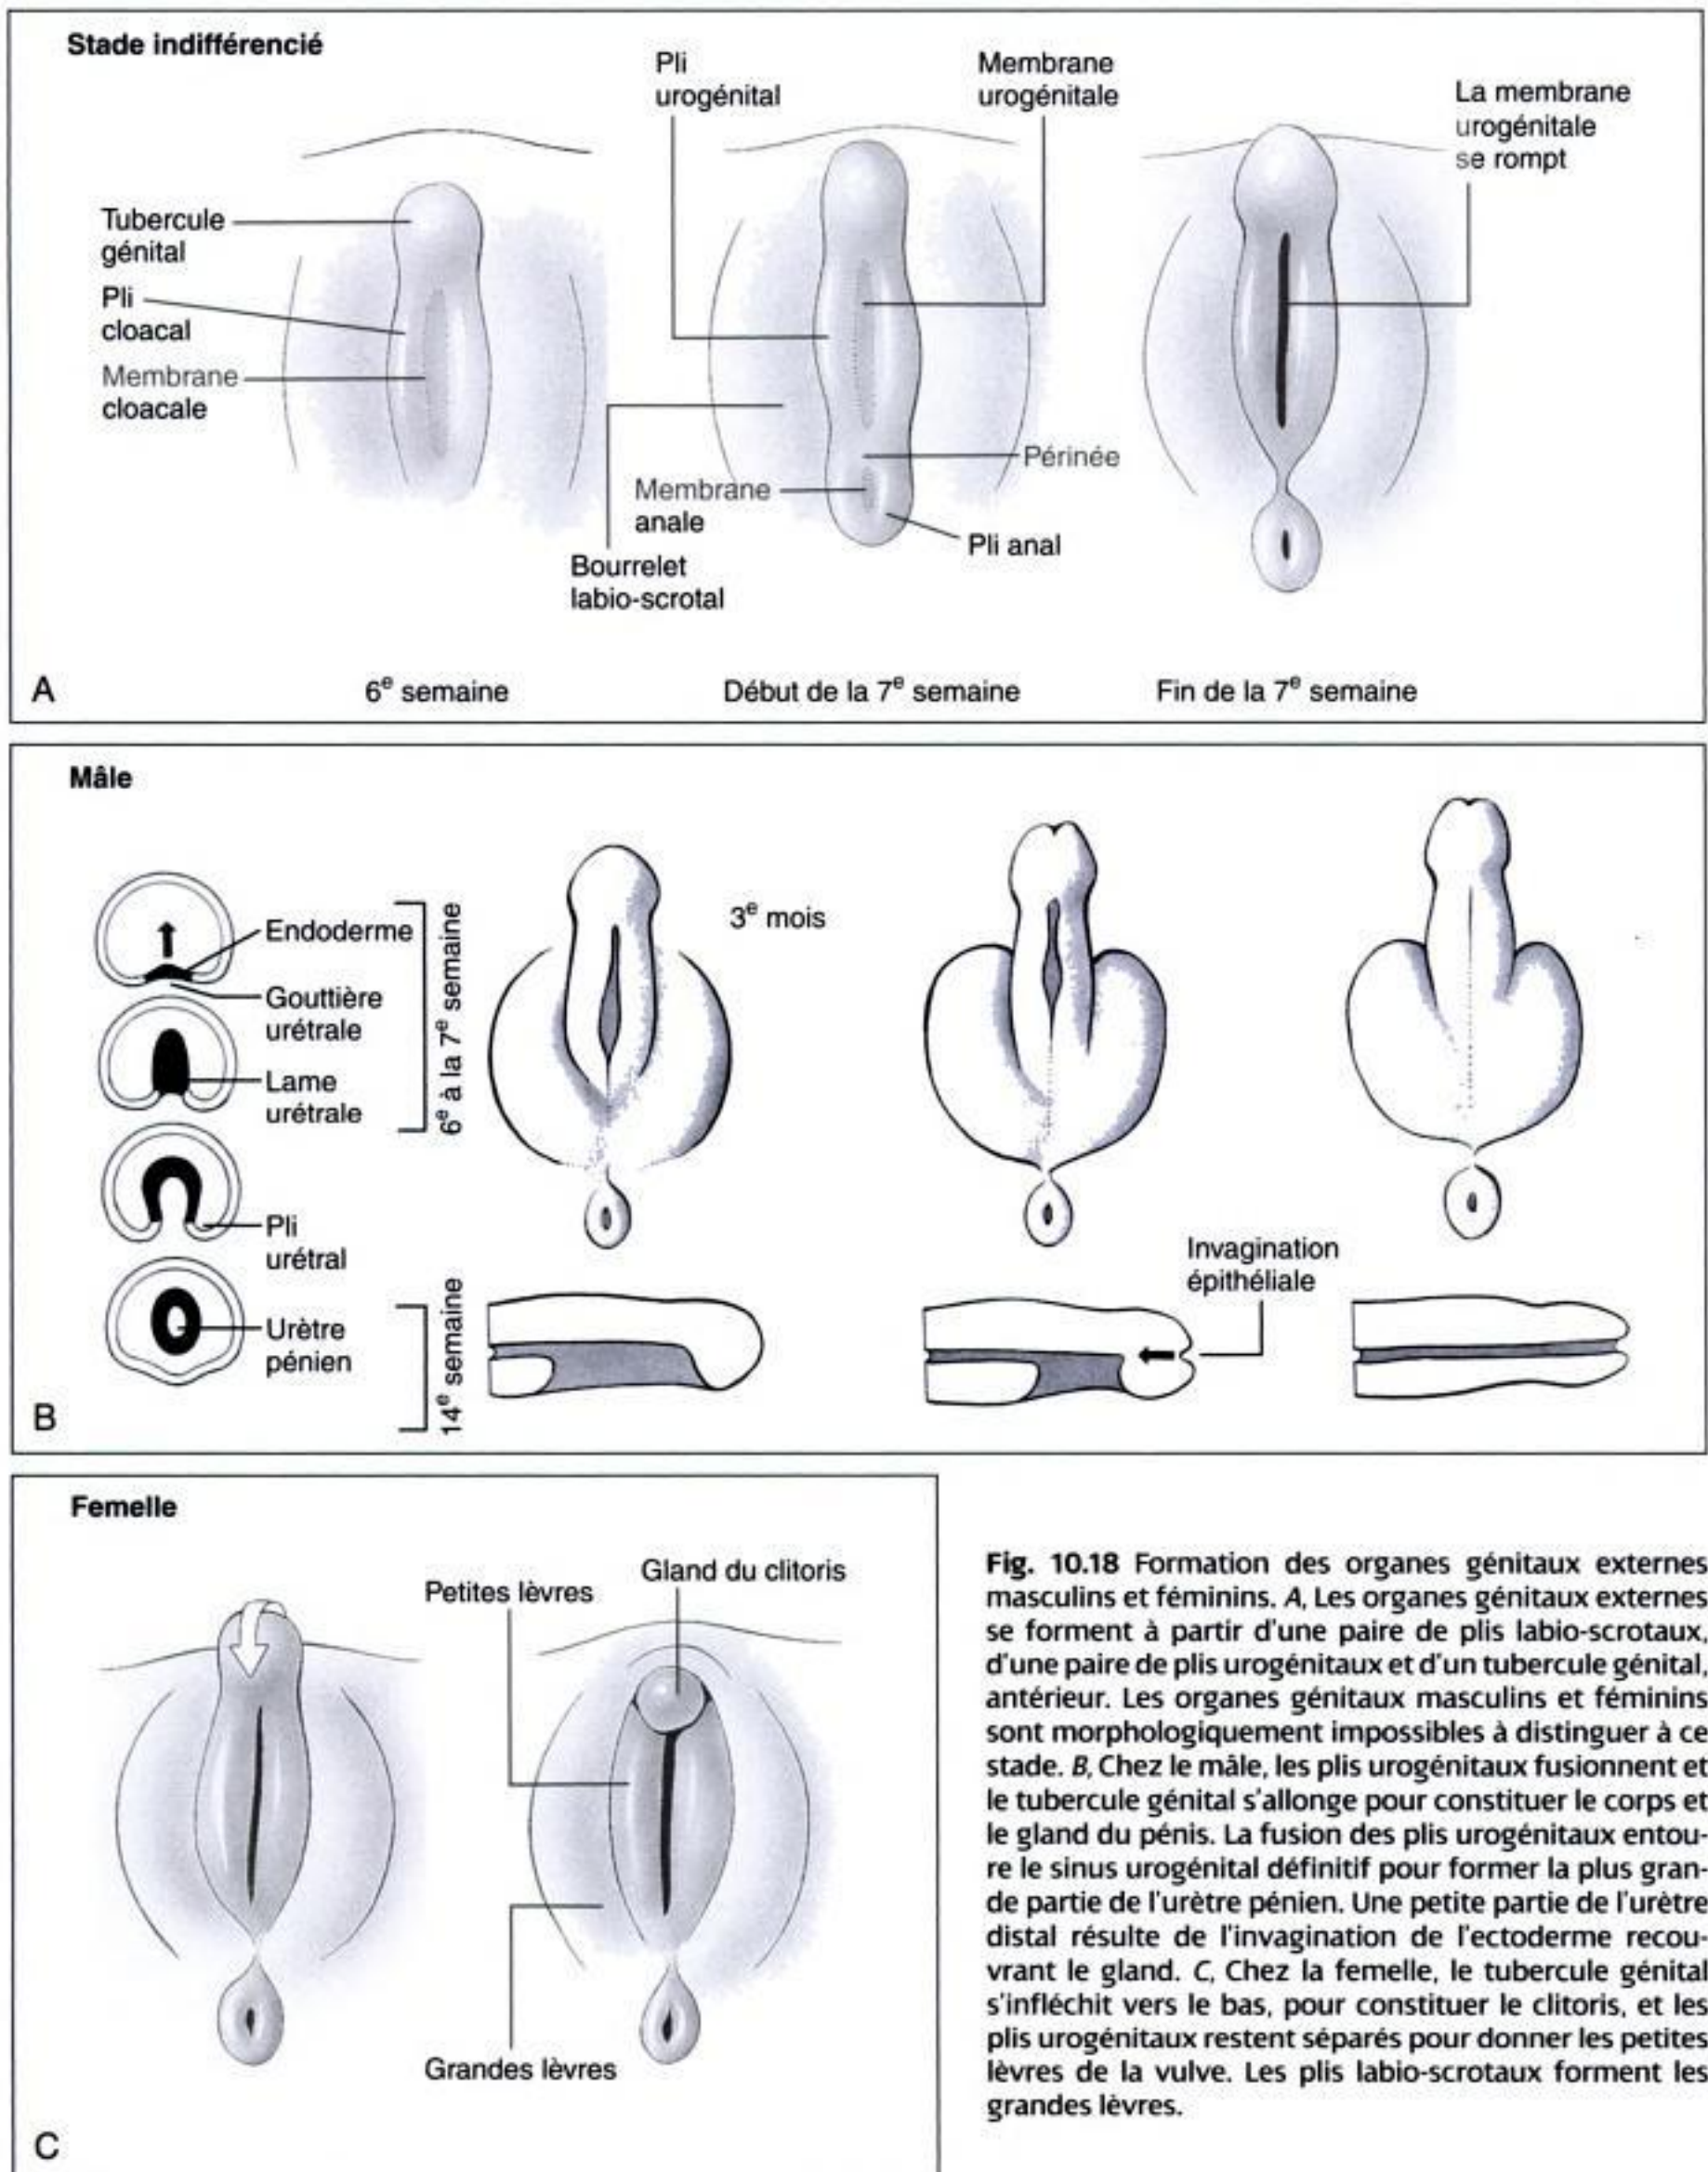 Stade indifférencié
Pli
urogénital
Membrane
urogénitale
La membrane
urogénitale
se rompt
Tubercule
génital
Pli
cloacal
Membrane
cloacale
Périnée
Membrane
anale
Pli anal
Bourrelet
labio-scrotal
A
6e semaine
Début de la 7e semaine
Fin de la 7e semaine
Mâle
Endoderme
Gouttière
urétrale
Lame
urétrale
6e à la 7e semaine
3e mois
Pli
urétral
Urètre
pénien
14e semaine
Invagination
épithéliale
B
Femelle
Petites lèvres
Gland du clitoris
Grandes lèvres
C
Fig. 10.18 Formation des organes génitaux externes
masculins et féminins. A, Les organes génitaux externes
se forment à partir d'une paire de plis labio-scrotaux,
d'une paire de plis urogénitaux et d'un tubercule génital,
antérieur. Les organes génitaux masculins et féminins
sont morphologiquement impossibles à distinguer à ce
stade. B, Chez le mâle, les plis urogénitaux fusionnent et
le tubercule génital s'allonge pour constituer le corps et
le gland du pénis. La fusion des plis urogénitaux entou-
re le sinus urogénital définitif pour former la plus gran-
de partie de l'urètre pénien. Une petite partie de l'urètre
distal résulte de l'invagination de l'ectoderme recou-
vrant le gland. C, Chez la femelle, le tubercule génital
s'infléchit vers le bas, pour constituer le clitoris, et les
plis urogénitaux restent séparés pour donner les petites
lèvres de la vulve. Les plis labio-scrotaux forment les
grandes lèvres.